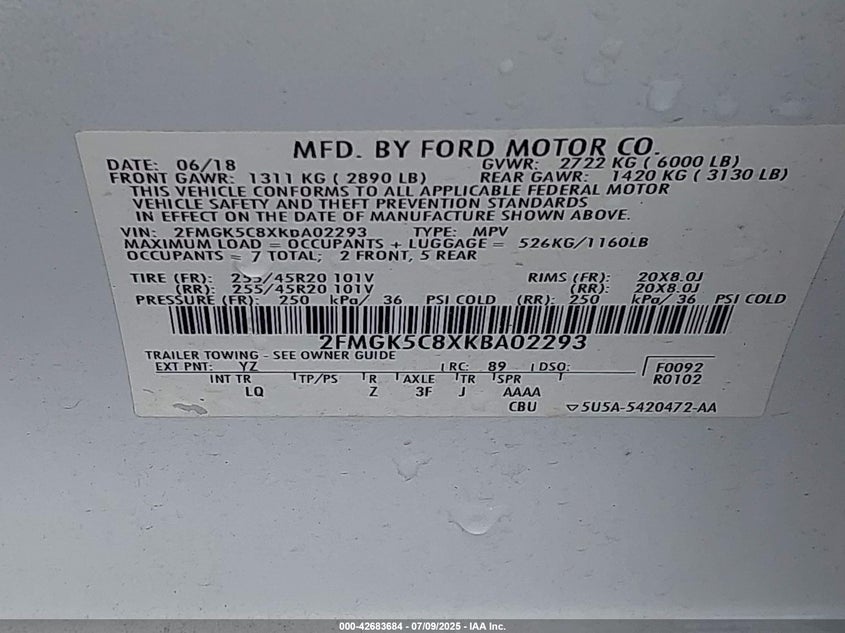 MFD. BY FORD MOTOR CO.
DATE: 06/18 GVWR: 2722 KG ( 6000 LB)
FRONT GAWR: 1311 KG ( 2890 LB) REAR GAWR: 1420 KG ( 3130 LB)
THIS VEHICLE CONFORMS TO ALL APPLICABLE FEDERAL MOTOR
VEHICLE SAFETY AND THEFT PREVENTION STANDARDS
IN EFFECT ON THE DATE OF MANUFACTURE SHOWN ABOVE.
VIN: 2FMGK5C8XKBA02293 TYPE: MPV
MAXIMUM LOAD = OCCUPANTS + LUGGAGE = 526KG/1160LB
OCCUPANTS = 7 TOTAL; 2 FRONT, 5 REAR
TIRE (FR): 255/45R20 101V RIMS (FR): 20X8.0J
(RR): 255/45R20 101V (RR): 20X8.0J
PRESSURE (FR): 250 kPa/ 36 PSI COLD (RR): 250 kPa/ 36 PSI COLD
2FMGK5C8XKBA02293
TRAILER TOWING - SEE OWNER GUIDE
EXT PNT: YZ RC: 89 DSO: F0092
INT TR TP/PS R AXLE TR SPR R0102
LQ Z 3F J AAAA
CBU ▽5U5A-5420472-AA
000-42683684 - 07/09/2025 - IAA Inc.